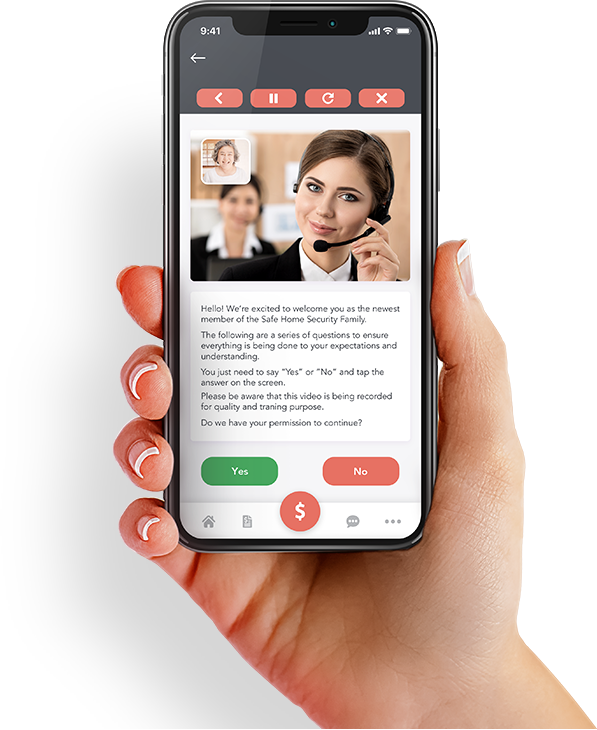 9:41
Hello! We're excited to welcome you as the newest
member of the Safe Home Security Family.
The following are a series of questions to ensure
everything is being done to your expectations and
understanding.
You just need to say "Yes" or "No" and tap the
answer on the screen.
Please be aware that this video is being recorded
for quality and traning purpose.
Do we have your permission to continue?
Yes
No
$